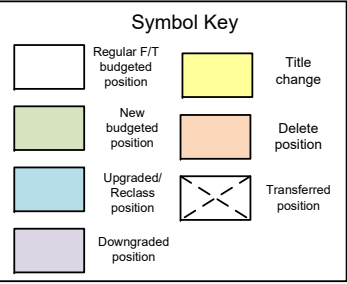 Symbol Key
Regular F/T
budgeted
position
New
budgeted
position
Upgraded/
Reclass
position
Downgraded
position
Title
change
Delete
position
Transferred
position